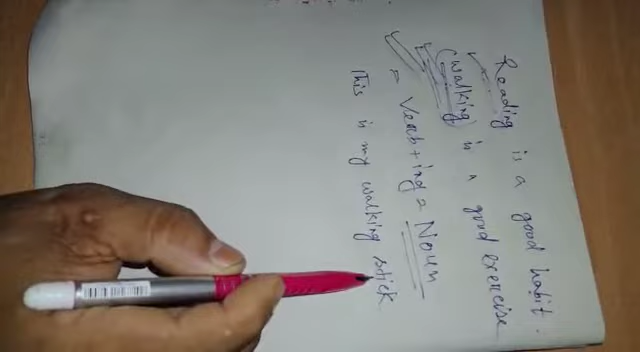 Reading is a good habit.
(walking) is a good exercise
= Verb + ing = Noun
This is my walking stick